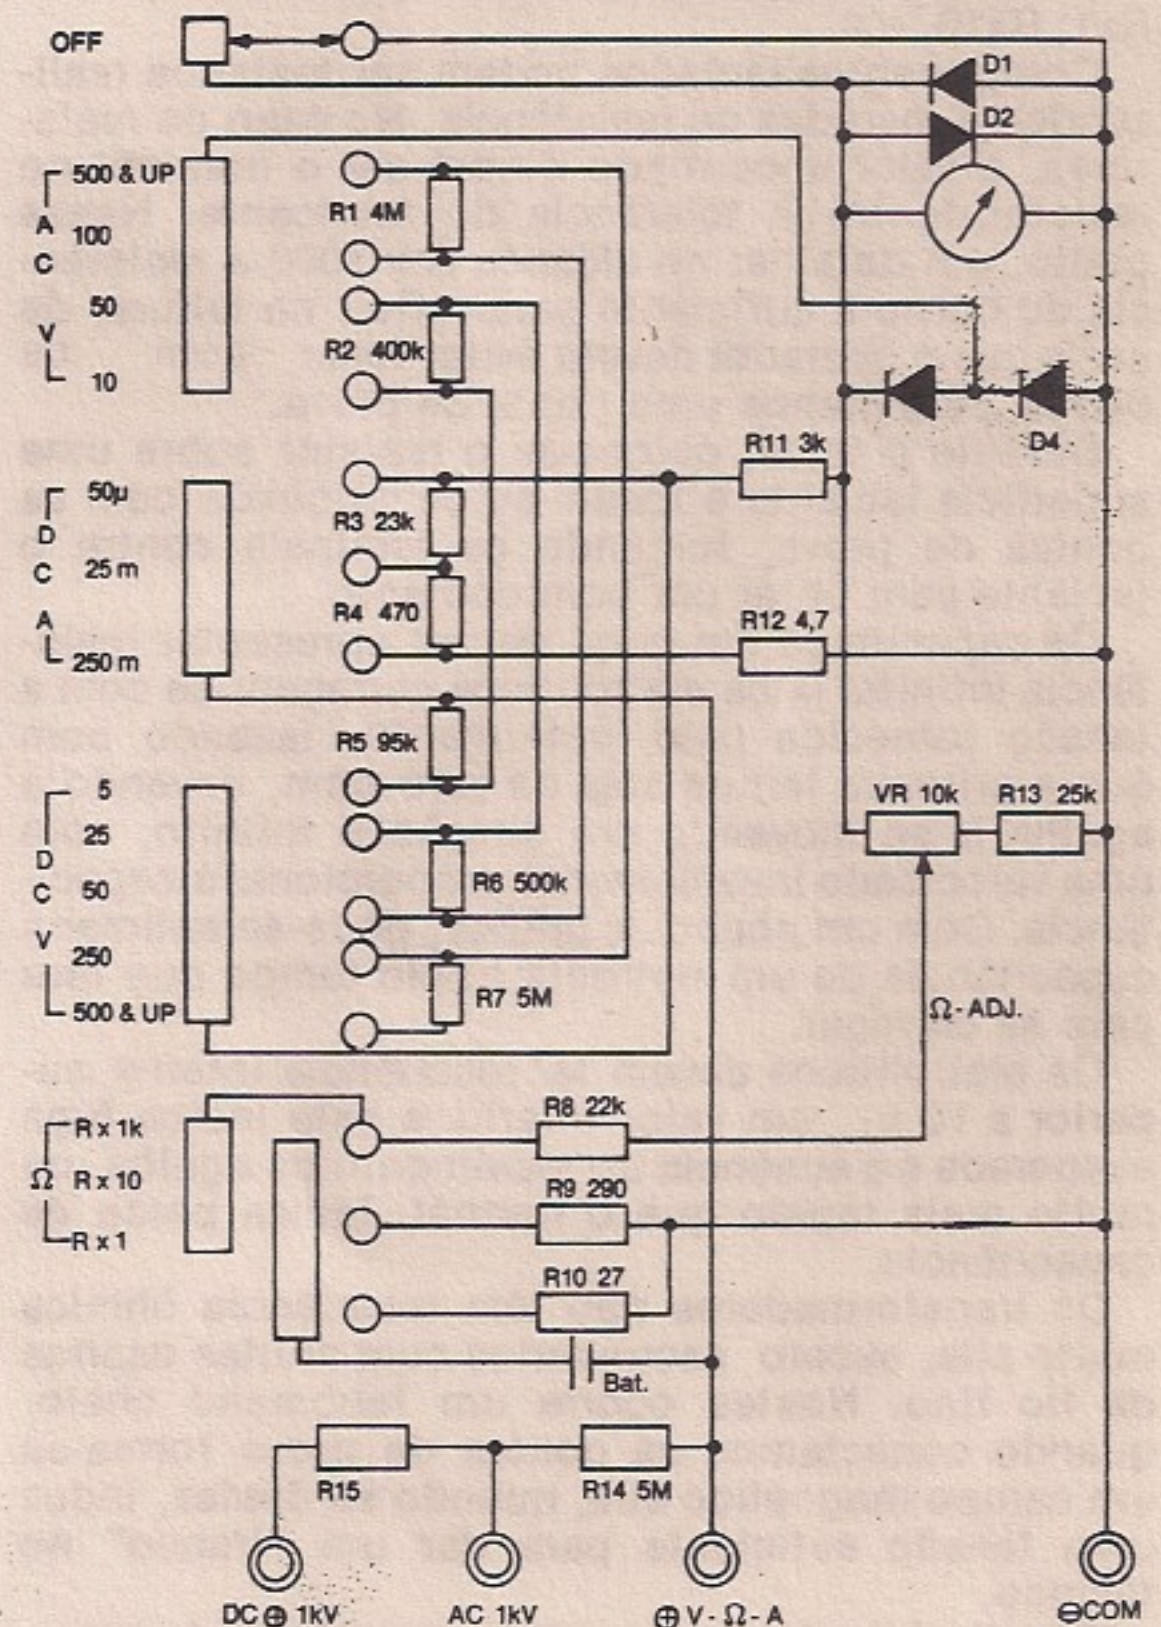 OFF
D1
D2
500 & UP
A
C
V
100
50
10
R1 4M
R2 400k
D4
R11 3k
50µ
D
C
A
25 m
250 m
R3 23k
R4 470
R12 4,7
R5 95k
5
25
D
C
V
50
250
500 & UP
R6 500k
R7 5M
VR 10k
R13 25k
Ω-ADJ.
R x 1k
Ω
R x 10
R x 1
R8 22k
R9 290
R10 27
Bat.
R15
R14 5M
DC ⊕ 1kV
AC 1kV
⊕ V - Ω - A
⊖COM